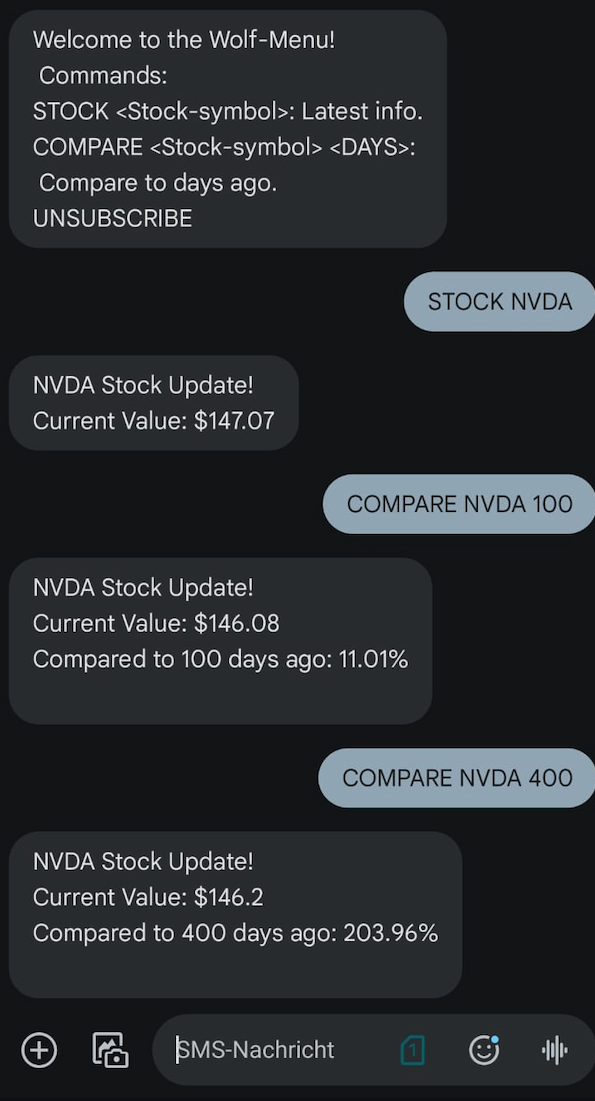 Welcome to the Wolf-Menu!
Commands:
STOCK <Stock-symbol>: Latest info.
COMPARE <Stock-symbol> <DAYS>:
Compare to days ago.
UNSUBSCRIBE
STOCK NVDA
NVDA Stock Update!
Current Value: $147.07
COMPARE NVDA 100
NVDA Stock Update!
Current Value: $146.08
Compared to 100 days ago: 11.01%
COMPARE NVDA 400
NVDA Stock Update!
Current Value: $146.2
Compared to 400 days ago: 203.96%
SMS-Nachricht
1